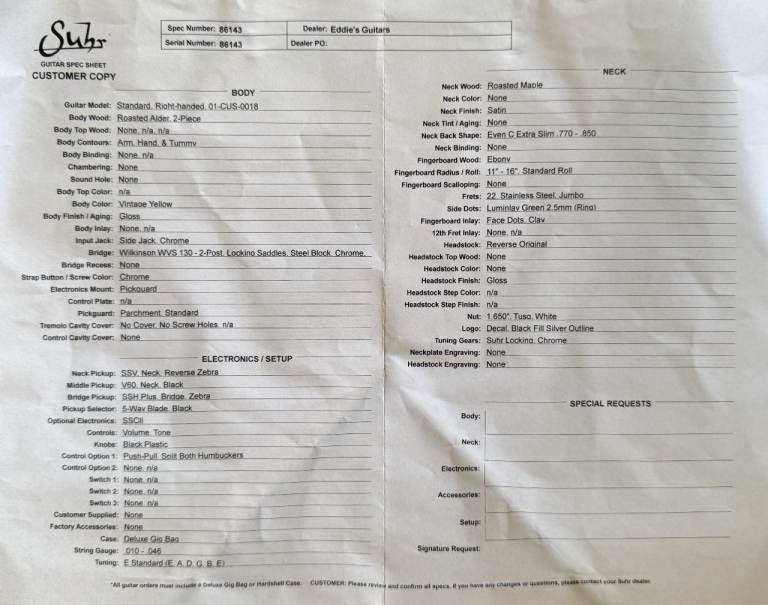 Suhr
GUITAR SPEC SHEET
CUSTOMER COPY
Spec Number: 86143 Dealer: Eddie's Guitars
Serial Number: 86143 Dealer PO:
BODY
Guitar Model: Standard, Right-handed, 01-CUS-0018
Body Wood: Roasted Alder, 2-Piece
Body Top Wood: None, n/a, n/a
Body Contours: Arm, Hand, & Tummy
Body Binding: None, n/a
Chambering: None
Sound Hole: None
Body Top Color: n/a
Body Color: Vintage Yellow
Body Finish / Aging: Gloss
Body Inlay: None, n/a
Input Jack: Side Jack, Chrome
Bridge: Wilkinson WVS 130 - 2-Post, Locking Saddles, Steel Block, Chrome,
Bridge Recess: None
Strap Button / Screw Color: Chrome
Electronics Mount: Pickguard
Control Plate: n/a
Pickguard: Parchment, Standard
Tremolo Cavity Cover: No Cover, No Screw Holes, n/a
Control Cavity Cover: None
ELECTRONICS / SETUP
Neck Pickup: SSV, Neck, Reverse Zebra
Middle Pickup: V60, Neck, Black
Bridge Pickup: SSH Plus, Bridge, Zebra
Pickup Selector: 5-Way Blade, Black
Optional Electronics: SSCII
Controls: Volume, Tone
Knobs: Black Plastic
Control Option 1: Push-Pull, Split Both Humbuckers
Control Option 2: None, n/a
Switch 1: None, n/a
Switch 2: None, n/a
Switch 3: None, n/a
Customer Supplied: None
Factory Accessories: None
Case: Deluxe Gig Bag
String Gauge: .010 - .046
Tuning: E Standard (E, A, D, G, B, E)
NECK
Neck Wood: Roasted Maple
Neck Color: None
Neck Finish: Satin
Neck Tint / Aging: None
Neck Back Shape: Even C Extra Slim .770 - .850
Neck Binding: None
Fingerboard Wood: Ebony
Fingerboard Radius / Roll: 11" - 16", Standard Roll
Fingerboard Scalloping: None
Frets: 22, Stainless Steel, Jumbo
Side Dots: Luminlay Green 2.5mm (Ring)
Fingerboard Inlay: Face Dots, Clay
12th Fret Inlay: None, n/a
Headstock: Reverse Original
Headstock Top Wood: None
Headstock Color: None
Headstock Finish: Gloss
Headstock Step Color: n/a
Headstock Step Finish: n/a
Nut: 1.650", Tusq, White
Logo: Decal, Black Fill Silver Outline
Tuning Gears: Suhr Locking, Chrome
Neckplate Engraving: None
Headstock Engraving: None
SPECIAL REQUESTS
Body:
Neck:
Electronics:
Accessories:
Setup:
Signature Request:
*All guitar orders must include a Deluxe Gig Bag or Hardshell Case. CUSTOMER: Please review and confirm all specs. If you have any changes or questions, please contact your Suhr dealer.